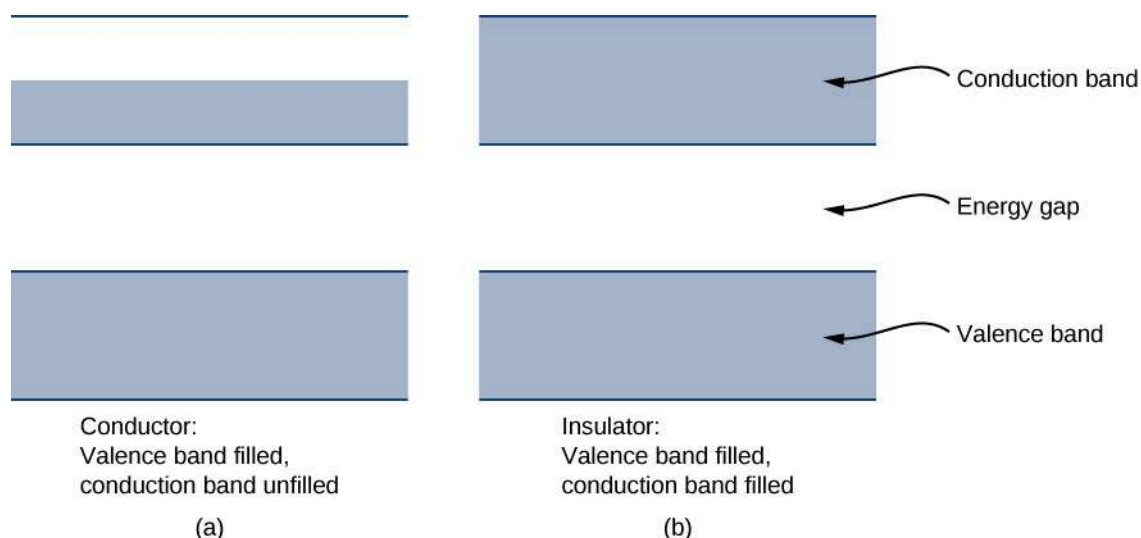 Conduction band
Energy gap
Valence band
Conductor:
Valence band filled,
conduction band unfilled
(a)
Insulator:
Valence band filled,
conduction band filled
(b)